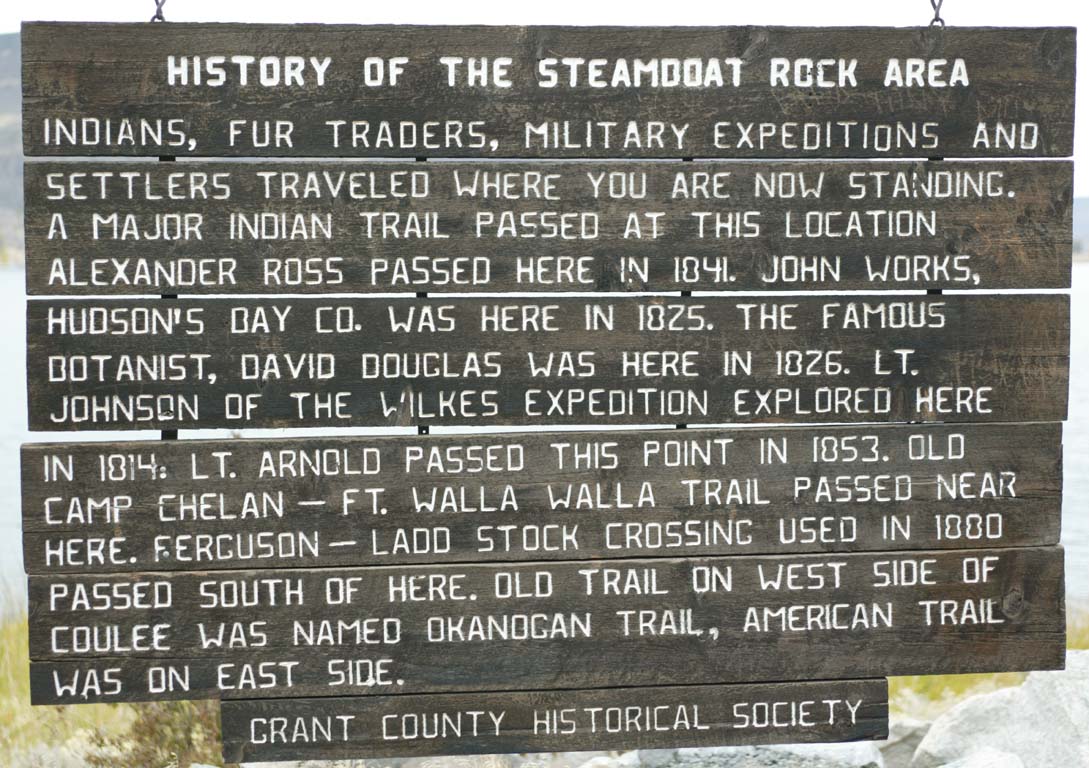 HISTORY OF THE STEAMBOAT ROCK AREA
INDIANS, FUR TRADERS, MILITARY EXPEDITIONS AND
SETTLERS TRAVELED WHERE YOU ARE NOW STANDING.
A MAJOR INDIAN TRAIL PASSED AT THIS LOCATION
ALEXANDER ROSS PASSED HERE IN 1841. JOHN WORKS,
HUDSON'S BAY CO. WAS HERE IN 1825. THE FAMOUS
BOTANIST, DAVID DOUGLAS WAS HERE IN 1826. LT.
JOHNSON OF THE WILKES EXPEDITION EXPLORED HERE
IN 1814: LT. ARNOLD PASSED THIS POINT IN 1853. OLD
CAMP CHELAN — FT. WALLA WALLA TRAIL PASSED NEAR
HERE. FERGUSON — LADD STOCK CROSSING USED IN 1880
PASSED SOUTH OF HERE. OLD TRAIL ON WEST SIDE OF
COULEE WAS NAMED OKANOGAN TRAIL, AMERICAN TRAIL
WAS ON EAST SIDE.
GRANT COUNTY HISTORICAL SOCIETY